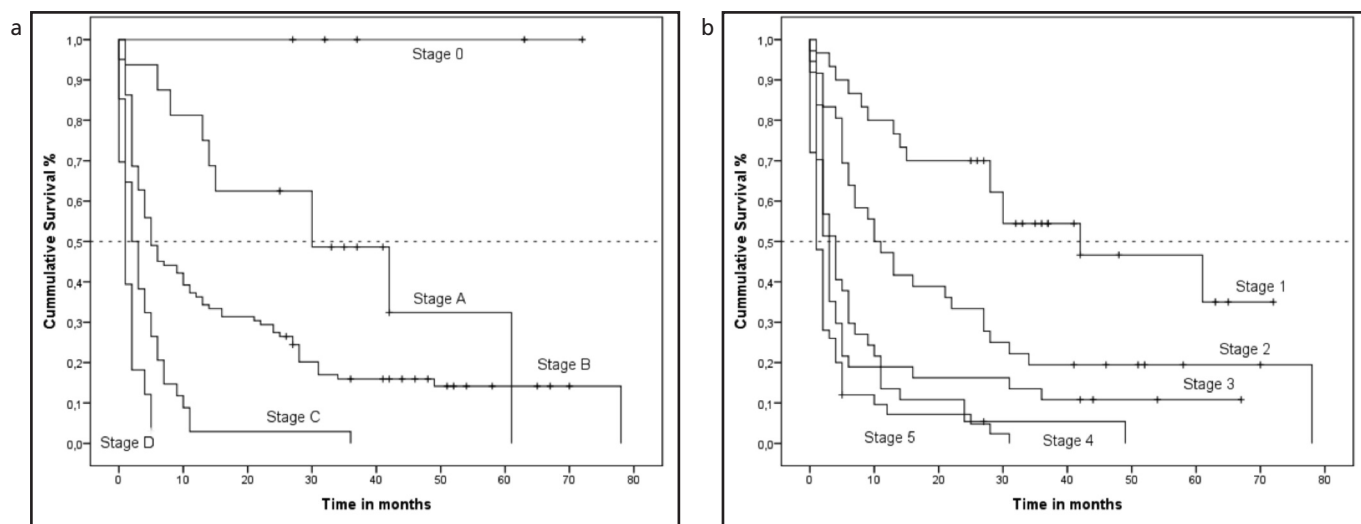 a
1,0
0,9
0,8
0,7
0,6
0,5
0,4
0,3
0,2
0,1
0,0
Cummulative Survival %
Stage 0
Stage A
Stage B
Stage C
Stage D
0 10 20 30 40 50 60 70 80
Time in months
b
1,0
0,9
0,8
0,7
0,6
0,5
0,4
0,3
0,2
0,1
0,0
Cummulative Survival %
Stage 1
Stage 2
Stage 3
Stage 5 Stage 4
0 10 20 30 40 50 60 70 80
Time in months